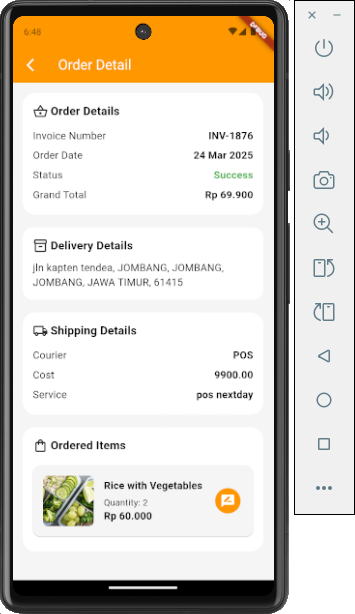 6:48
DEBUG
Order Detail
Order Details
Invoice Number INV-1876
Order Date 24 Mar 2025
Status Success
Grand Total Rp 69.900
Delivery Details
jln kapten tendea, JOMBANG, JOMBANG,
JOMBANG, JAWA TIMUR, 61415
Shipping Details
Courier POS
Cost 9900.00
Service pos nextday
Ordered Items
Rice with Vegetables
Quantity: 2
Rp 60.000